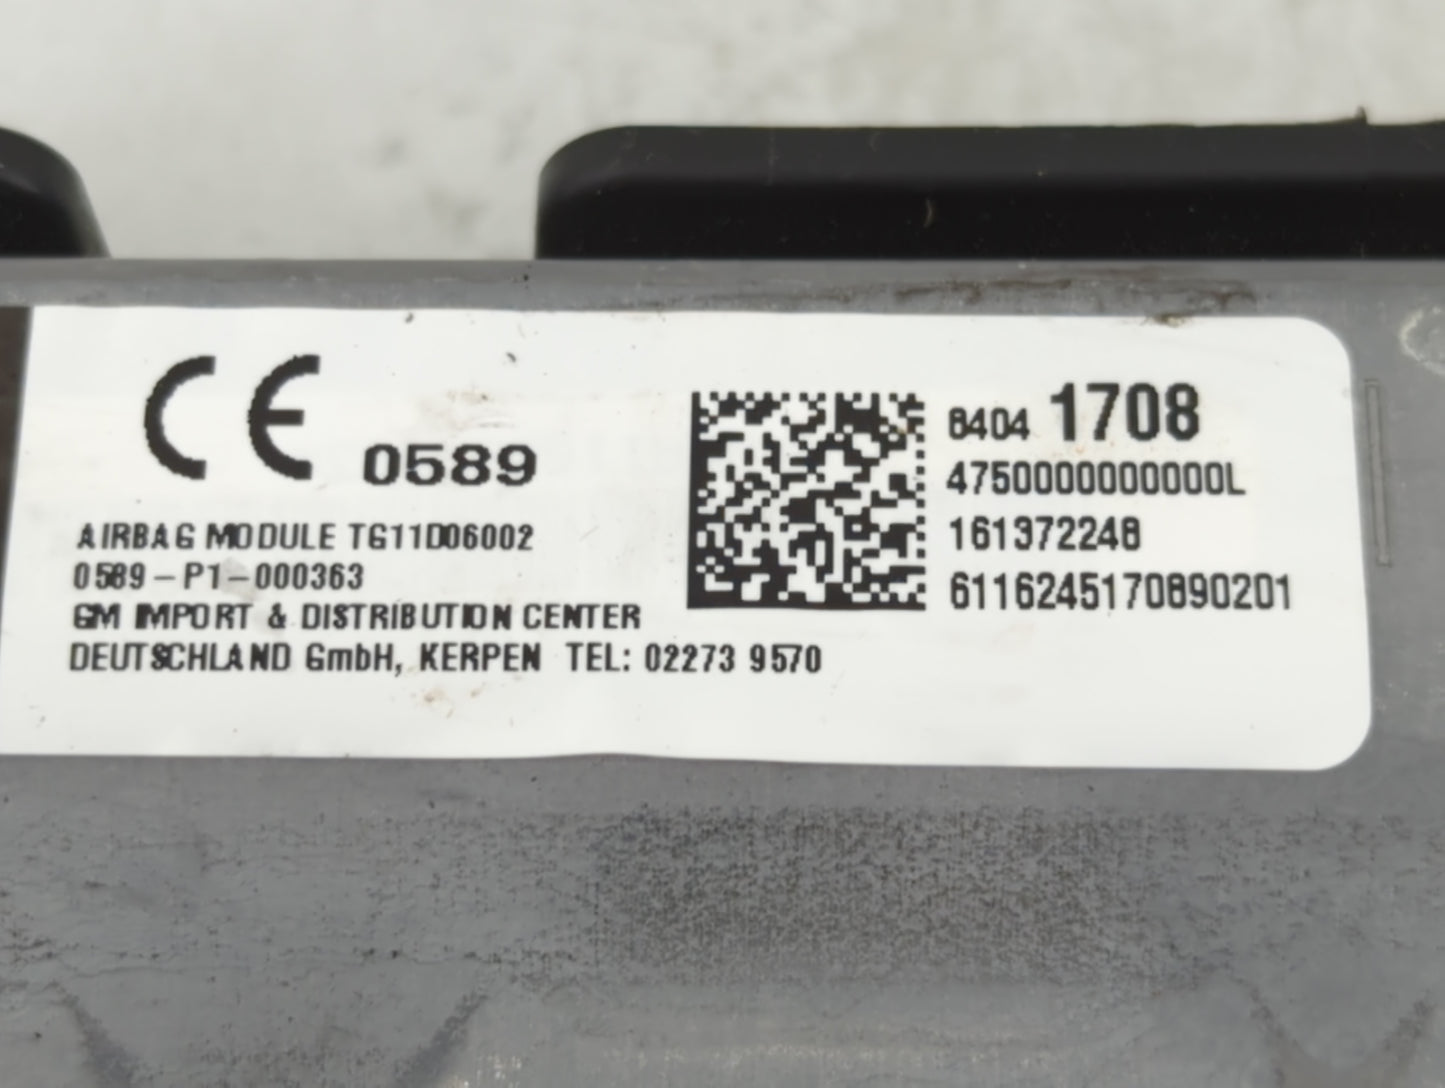 CE 0589
AIRBAG MODULE TG11D06002
0589-P1-000363
GM IMPORT & DISTRIBUTION CENTER
DEUTSCHLAND GmbH, KERPEN TEL: 02273 9570
8404 1708
4750000000000L
161372248
6116245170890201